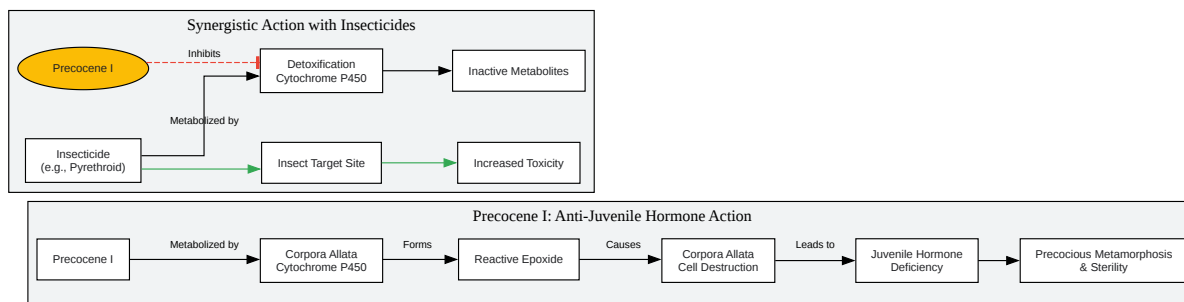 Synergistic Action with Insecticides
Precocene I
Inhibits
Detoxification
Cytochrome P450
Inactive Metabolites
Metabolized by
Insecticide
(e.g., Pyrethroid)
Insect Target Site
Increased Toxicity
Precocene I: Anti-Juvenile Hormone Action
Precocene I
Metabolized by
Corpora Allata
Cytochrome P450
Forms
Reactive Epoxide
Causes
Corpora Allata
Cell Destruction
Leads to
Juvenile Hormone
Deficiency
Precocious Metamorphosis
& Sterility